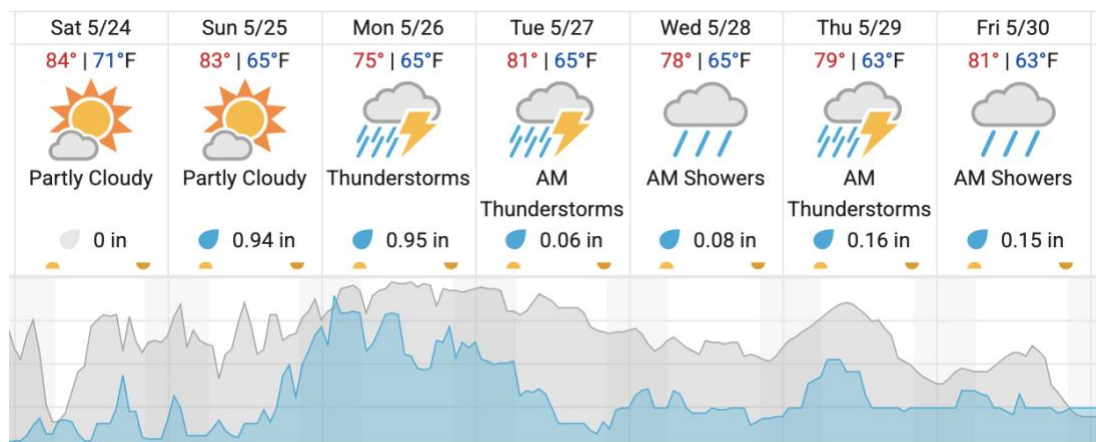 Sat 5/24
Sun 5/25
Mon 5/26
Tue 5/27
Wed 5/28
Thu 5/29
Fri 5/30
84° | 71°F
83° | 65°F
75° | 65°F
81° | 65°F
78° | 65°F
79° | 63°F
81° | 63°F
Partly Cloudy
Partly Cloudy
Thunderstorms
AM
Thunderstorms
AM Showers
AM
Thunderstorms
AM Showers
0 in
0.94 in
0.95 in
0.06 in
0.08 in
0.16 in
0.15 in